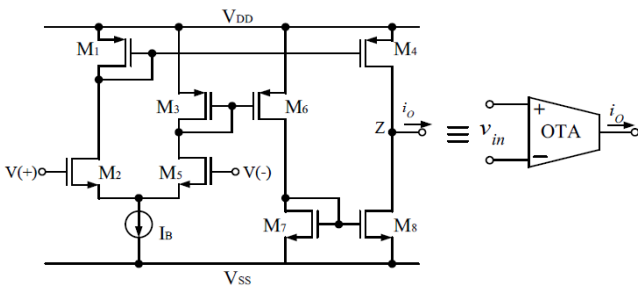 VDD
M1
M4
M3
M6
iO
Z
≡
vin
+
OTA
−
iO
V(+)
M2
M5
V(-)
IB
M7
M8
VSS